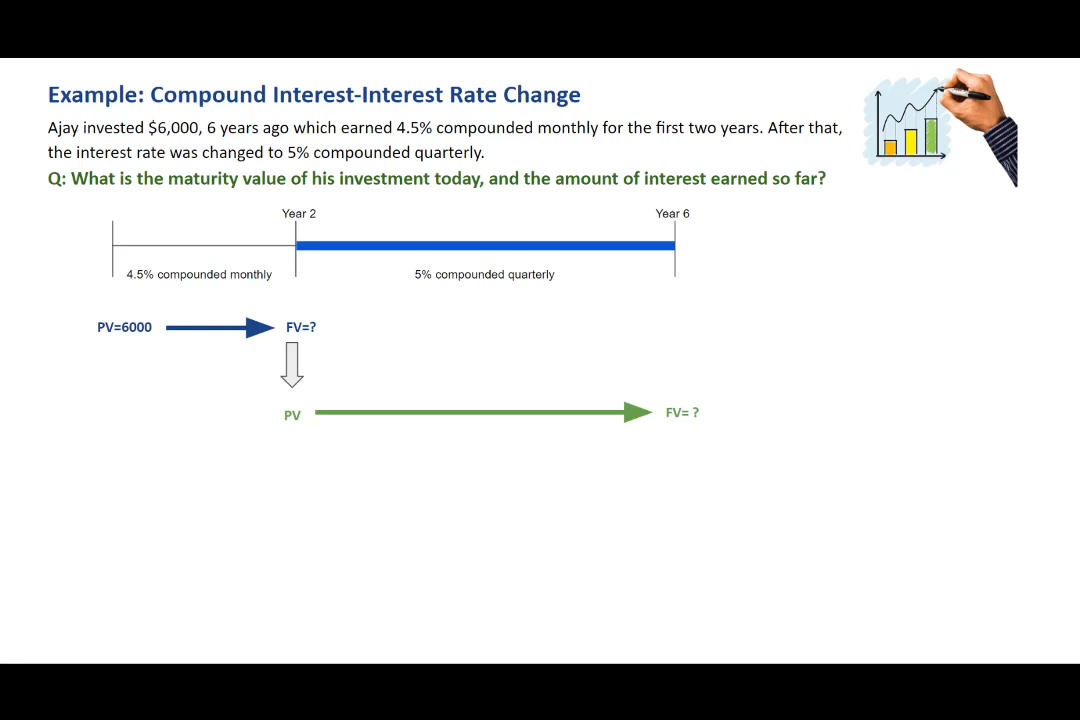 Example: Compound Interest-Interest Rate Change
Ajay invested $6,000, 6 years ago which earned 4.5% compounded monthly for the first two years. After that,
the interest rate was changed to 5% compounded quarterly.
Q: What is the maturity value of his investment today, and the amount of interest earned so far?
Year 2
Year 6
4.5% compounded monthly
5% compounded quarterly
PV=6000
FV=?
PV
FV= ?